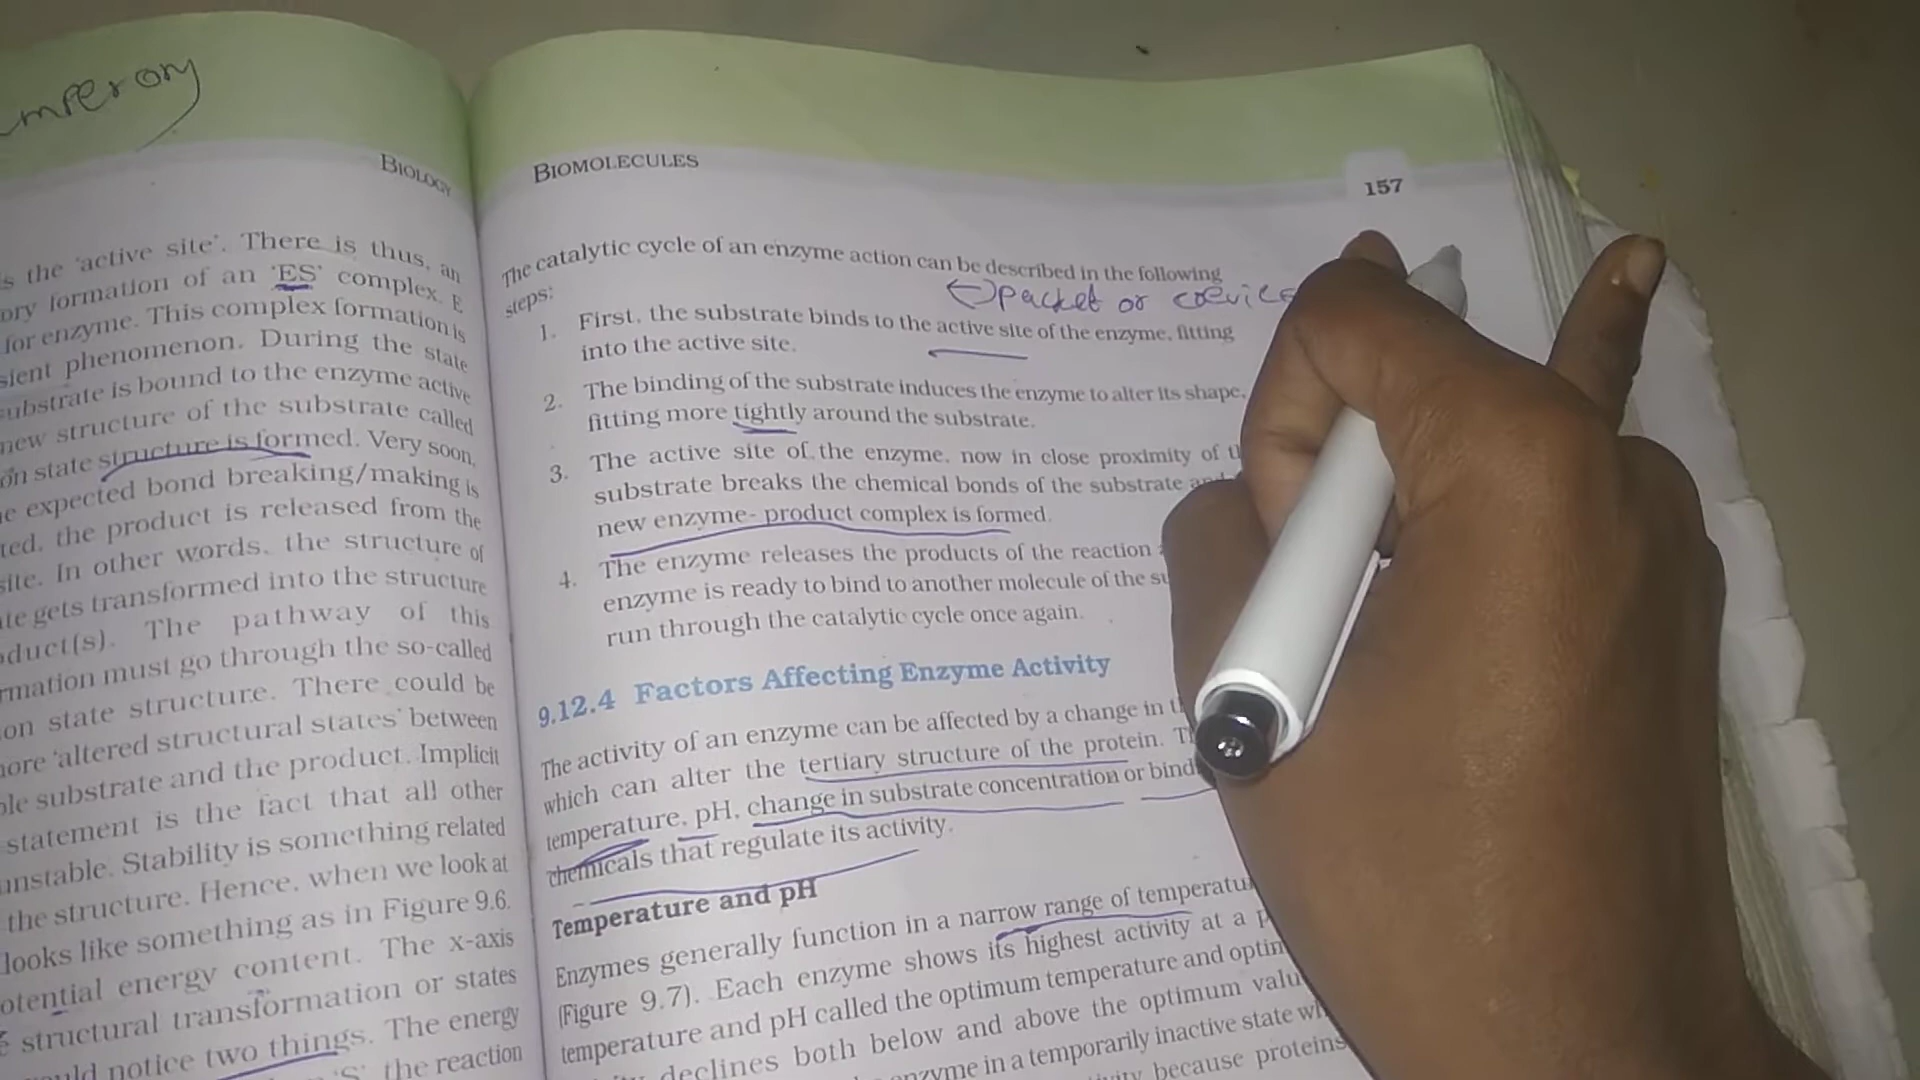 BIOLOGY
s the 'active site'. There is thus, an
ory formation of an 'ES' complex. E
for enzyme. This complex formation is
sient phenomenon. During the state
substrate is bound to the enzyme active
new structure of the substrate called
on state structure is formed. Very soon,
e expected bond breaking/making is
ted, the product is released from the
site. In other words, the structure of
te gets transformed into the structure
duct(s). The pathway of this
rmation must go through the so-called
on state structure. There could be
more 'altered structural states' between
ble substrate and the product. Implicit
statement is the fact that all other
unstable. Stability is something related
the structure. Hence, when we look at
looks like something as in Figure 9.6.
otential energy content. The x-axis
structural transformation or states
notice two things. The energy
'S' the reaction
BIOMOLECULES
157
The catalytic cycle of an enzyme action can be described in the following
steps:
packet or
1. First, the substrate binds to the active site of the enzyme, fitting
into the active site.
2. The binding of the substrate induces the enzyme to alter its shape,
fitting more tightly around the substrate.
3. The active site of the enzyme, now in close proximity of
substrate breaks the chemical bonds of the substrate
new enzyme- product complex is formed.
4. The enzyme releases the products of the reaction
enzyme is ready to bind to another molecule of the
run through the catalytic cycle once again.
9.12.4 Factors Affecting Enzyme Activity
The activity of an enzyme can be affected by a change in
which can alter the tertiary structure of the protein.
temperature, pH, change in substrate concentration or bind
chemicals that regulate its activity.
Temperature and pH
Enzymes generally function in a narrow range of
(Figure 9.7). Each enzyme shows its highest activity at a
temperature and pH called the optimum temperature and
declines both below and above the optimum
enzyme in a temporarily inactive state
because proteins